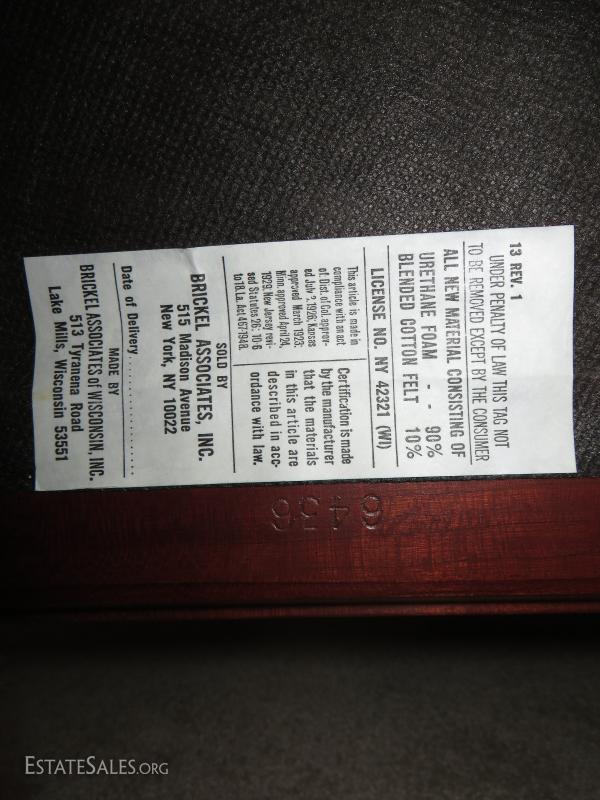 13 REV. 1
UNDER PENALTY OF LAW THIS TAG NOT
TO BE REMOVED EXCEPT BY THE CONSUMER
ALL NEW MATERIAL CONSISTING OF
URETHANE FOAM - - 90%
BLENDED COTTON FELT 10%
LICENSE NO. NY 42321 (WI)
This article is made in
compliance with an act
of. Dist. of Col. approv-
ed July 3, 1926; Kansas
approved March 1923;
Minn. approved April 24,
1929; New Jersey revi-
sed Statutes 26: 10-6
to 18. La. Act. 467-1948.
Certification is made
by the manufacturer
that the materials
in this article are
described in acc-
ordance with law.
SOLD BY
BRICKEL ASSOCIATES, INC.
515 Madison Avenue
New York, NY 10022
Date of Delivery
MADE BY
BRICKEL ASSOCIATES of WISCONSIN, INC.
513 Tyranena Road
Lake Mills, Wisconsin 53551
ESTATESALES.ORG